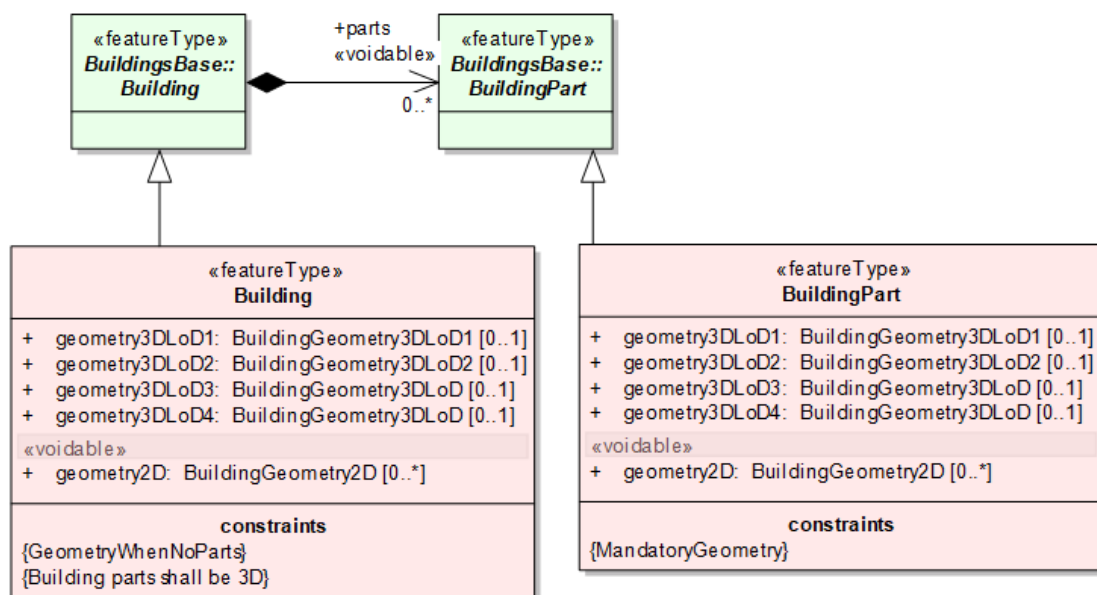 «featureType»
BuildingsBase::
Building
+parts
«voidable»
0..*
«featureType»
BuildingsBase::
BuildingPart
«featureType»
Building
+ geometry3DLoD1: BuildingGeometry3DLoD1 [0..1]
+ geometry3DLoD2: BuildingGeometry3DLoD2 [0..1]
+ geometry3DLoD3: BuildingGeometry3DLoD [0..1]
+ geometry3DLoD4: BuildingGeometry3DLoD [0..1]
«voidable»
+ geometry2D: BuildingGeometry2D [0..*]
constraints
{GeometryWhenNoParts}
{Building parts shall be 3D}
«featureType»
BuildingPart
+ geometry3DLoD1: BuildingGeometry3DLoD1 [0..1]
+ geometry3DLoD2: BuildingGeometry3DLoD2 [0..1]
+ geometry3DLoD3: BuildingGeometry3DLoD [0..1]
+ geometry3DLoD4: BuildingGeometry3DLoD [0..1]
«voidable»
+ geometry2D: BuildingGeometry2D [0..*]
constraints
{MandatoryGeometry}